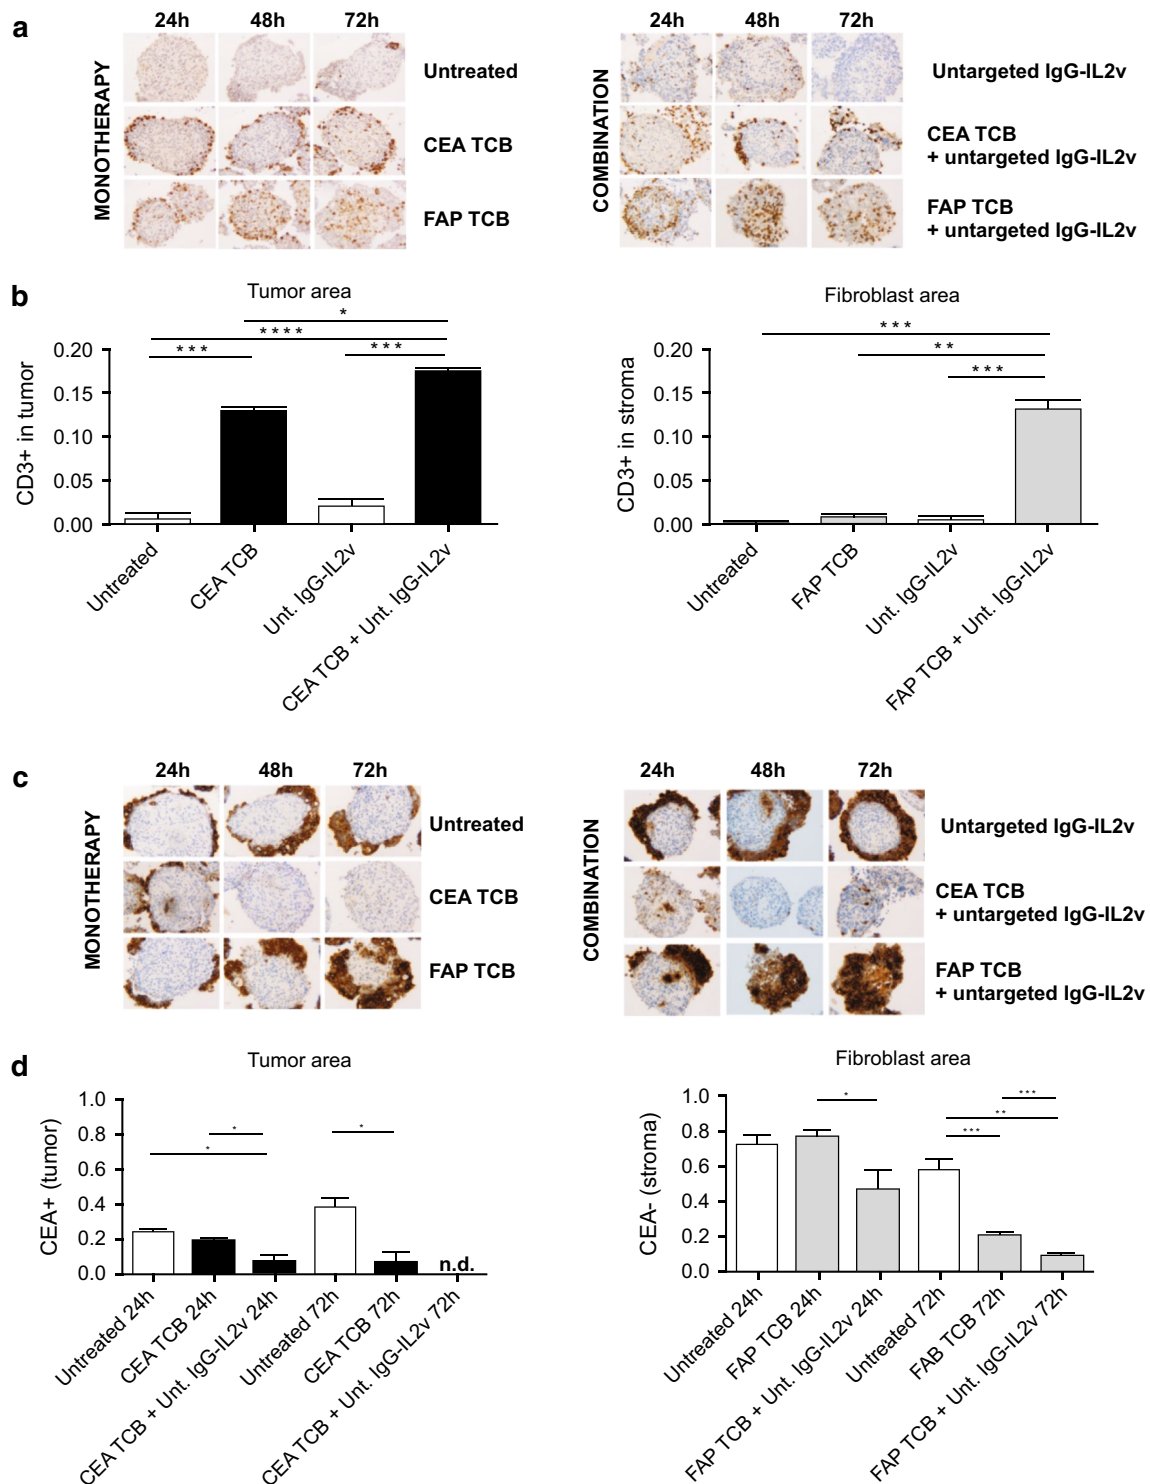 a
24h 48h 72h
MONOTHERAPY
Untreated
CEA TCB
FAP TCB
24h 48h 72h
COMBINATION
Untargeted IgG-IL2v
CEA TCB
+ untargeted IgG-IL2v
FAP TCB
+ untargeted IgG-IL2v
b
Tumor area
*
****
***
***
CD3+ in tumor
0.20
0.15
0.10
0.05
0.00
Untreated
CEA TCB
Unt. IgG-IL2v
CEA TCB + Unt. IgG-IL2v
Fibroblast area
***
**
***
CD3+ in stroma
0.20
0.15
0.10
0.05
0.00
Untreated
FAP TCB
Unt. IgG-IL2v
FAP TCB + Unt. IgG-IL2v
c
24h 48h 72h
MONOTHERAPY
Untreated
CEA TCB
FAP TCB
24h 48h 72h
COMBINATION
Untargeted IgG-IL2v
CEA TCB
+ untargeted IgG-IL2v
FAP TCB
+ untargeted IgG-IL2v
d
Tumor area
CEA+ (tumor)
1.0
0.8
0.6
0.4
0.2
0.0
*
*
*
n.d.
Untreated 24h
CEA TCB 24h
CEA TCB + Unt. IgG-IL2v 24h
Untreated 72h
CEA TCB 72h
CEA TCB + Unt. IgG-IL2v 72h
Fibroblast area
CEA- (stroma)
1.0
0.8
0.6
0.4
0.2
0.0
*
***
**
***
Untreated 24h
FAP TCB 24h
FAP TCB + Unt. IgG-IL2v 24h
Untreated 72h
FAB TCB 72h
FAP TCB + Unt. IgG-IL2v 72h